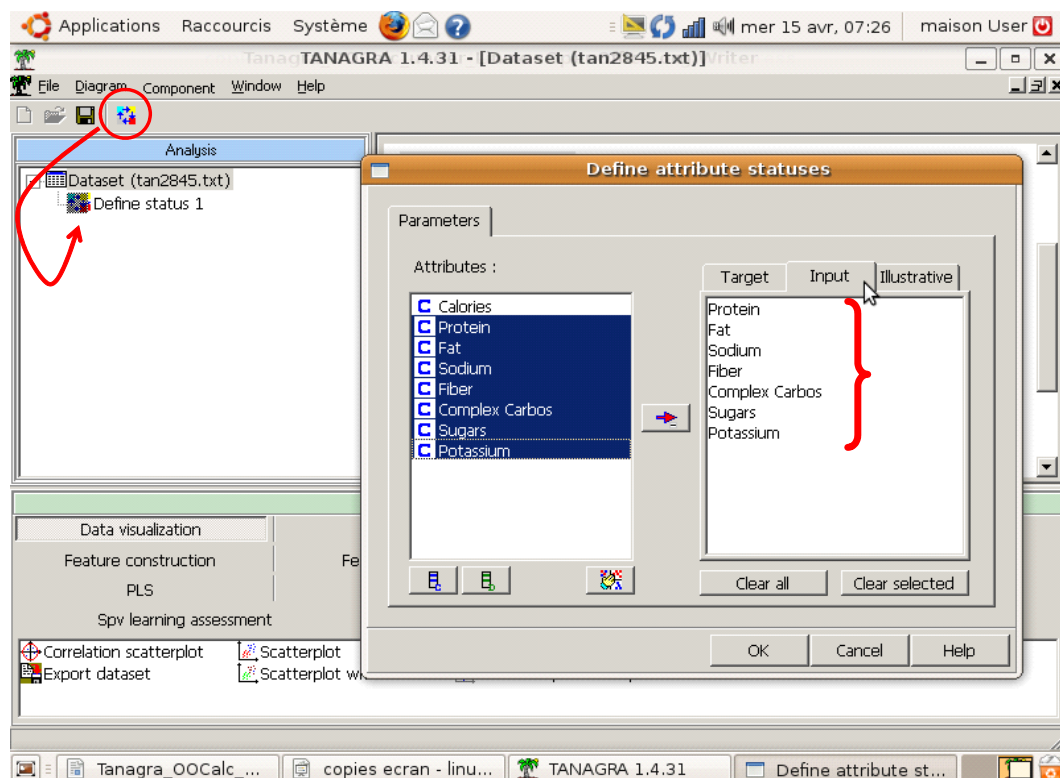 Applications Raccourcis Système mer 15 avr, 07:26 maison User
TANAGRA 1.4.31 - [Dataset (tan2845.txt)]
File Diagram Component Window Help
Analysis
Dataset (tan2845.txt)
Define status 1
Define attribute statuses
Parameters
Attributes :
Target Input Illustrative
C Calories
C Protein
C Fat
C Sodium
C Fiber
C Complex Carbos
C Sugars
C Potassium
Protein
Fat
Sodium
Fiber
Complex Carbos
Sugars
Potassium
Clear all Clear selected
OK Cancel Help
Data visualization
Feature construction Fe
PLS
Spv learning assessment
Correlation scatterplot Scatterplot
Export dataset Scatterplot
Tanagra_OOCalc_... copies ecran - linu... TANAGRA 1.4.31 Define attribute st...